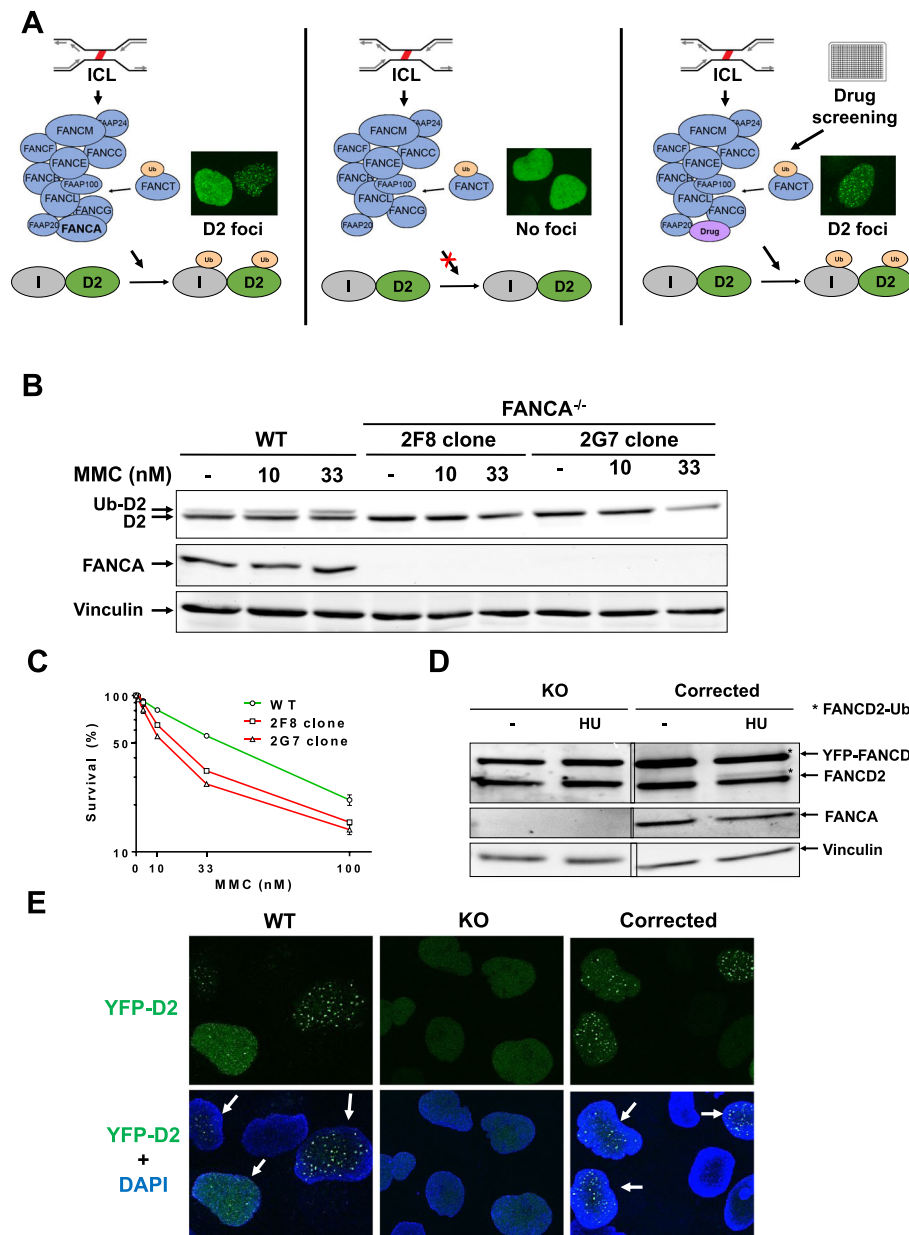 A
ICL
FANCM
FAAP24
FANCF
FANCC
FANCE
FANCB
FAAP100
FANCL
FANCG
FAAP20
FANCA
Ub
FANCT
D2 foci
I
D2
Ub
Ub
I
D2
ICL
FANCM
FAAP24
FANCF
FANCC
FANCE
FANCB
FAAP100
FANCL
FANCG
FAAP20
Ub
FANCT
No foci
I
D2
I
D2
ICL
Drug
screening
FANCM
FAAP24
FANCF
FANCC
FANCE
FANCB
FAAP100
FANCL
FANCG
FAAP20
Drug
Ub
FANCT
D2 foci
I
D2
Ub
Ub
I
D2
B
FANCA-/-
WT
2F8 clone
2G7 clone
MMC (nM)
-
10
33
-
10
33
-
10
33
Ub-D2
D2
FANCA
Vinculin
C
100
50
10
Survival (%)
0
10
33
100
MMC (nM)
WT
2F8 clone
2G7 clone
D
KO
Corrected
* FANCD2-Ub
-
HU
-
HU
*
YFP-FANCD
*
FANCD2
FANCA
Vinculin
E
WT
KO
Corrected
YFP-D2
YFP-D2
+
DAPI